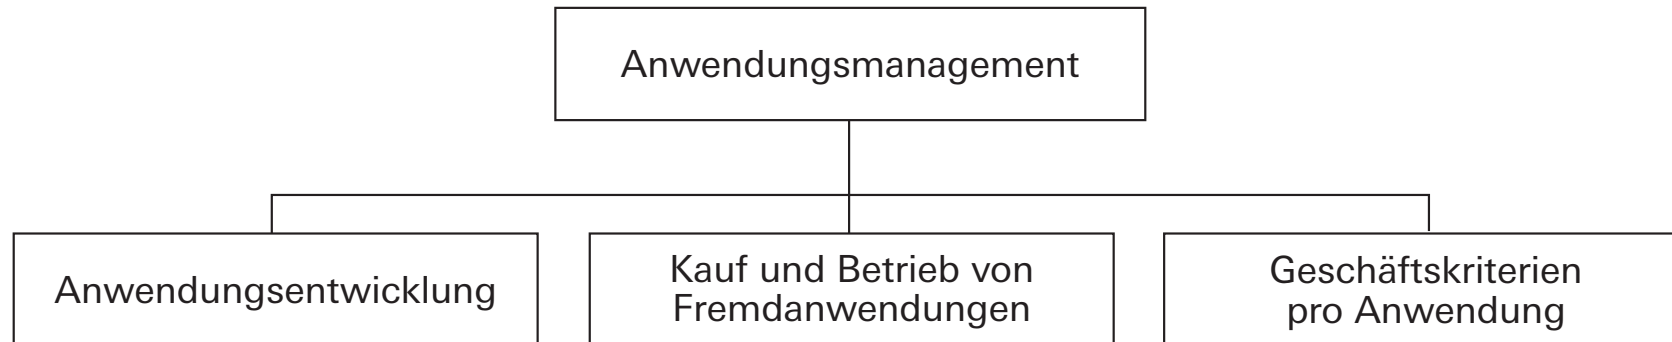 Anwendungsmanagement
Anwendungsentwicklung
Kauf und Betrieb von
Fremdanwendungen
Geschäftskriterien
pro Anwendung